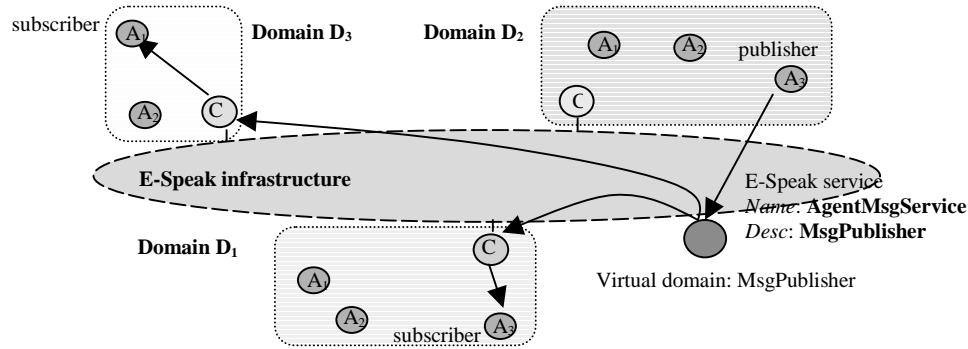 subscriber
A1
Domain D3
A2
C
Domain D2
A1
A2
publisher
A3
C
E-Speak infrastructure
E-Speak service
Name: AgentMsgService
Desc: MsgPublisher
Virtual domain: MsgPublisher
Domain D1
C
A1
A2
subscriber
A3